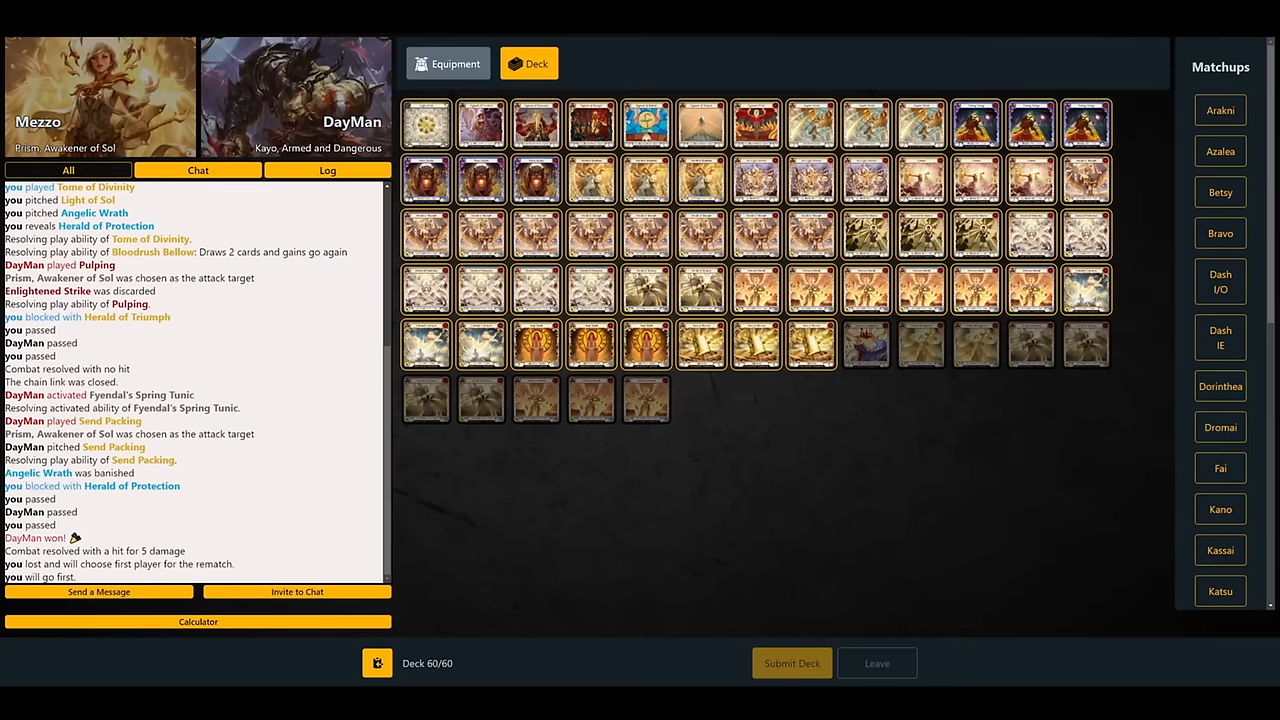 Mezzo
Prism, Awakener of Sol
DayMan
Kayo, Armed and Dangerous
All
Chat
Log
you played Tome of Divinity
you pitched Light of Sol
you pitched Angelic Wrath
you reveals Herald of Protection
Resolving play ability of Tome of Divinity.
Resolving play ability of Bloodrush Bellow: Draws 2 cards and gains go again
DayMan played Pulping
Prism, Awakener of Sol was chosen as the attack target
Enlightened Strike was discarded
Resolving play ability of Pulping.
you blocked with Herald of Triumph
you passed
DayMan passed
you passed
Combat resolved with no hit
The chain link was closed.
DayMan activated Fyendal's Spring Tunic
Resolving activated ability of Fyendal's Spring Tunic.
DayMan played Send Packing
Prism, Awakener of Sol was chosen as the attack target
DayMan pitched Send Packing
Resolving play ability of Send Packing.
Angelic Wrath was banished
you blocked with Herald of Protection
you passed
DayMan passed
you passed
DayMan won!
Combat resolved with a hit for 5 damage
you lost and will choose first player for the rematch.
you will go first.
Send a Message
Invite to Chat
Calculator
Equipment
Deck
Matchups
Arakni
Azalea
Betsy
Bravo
Dash
I/O
Dash
IE
Dorinthea
Dromai
Fai
Kano
Kassai
Katsu
Deck 60/60
Submit Deck
Leave